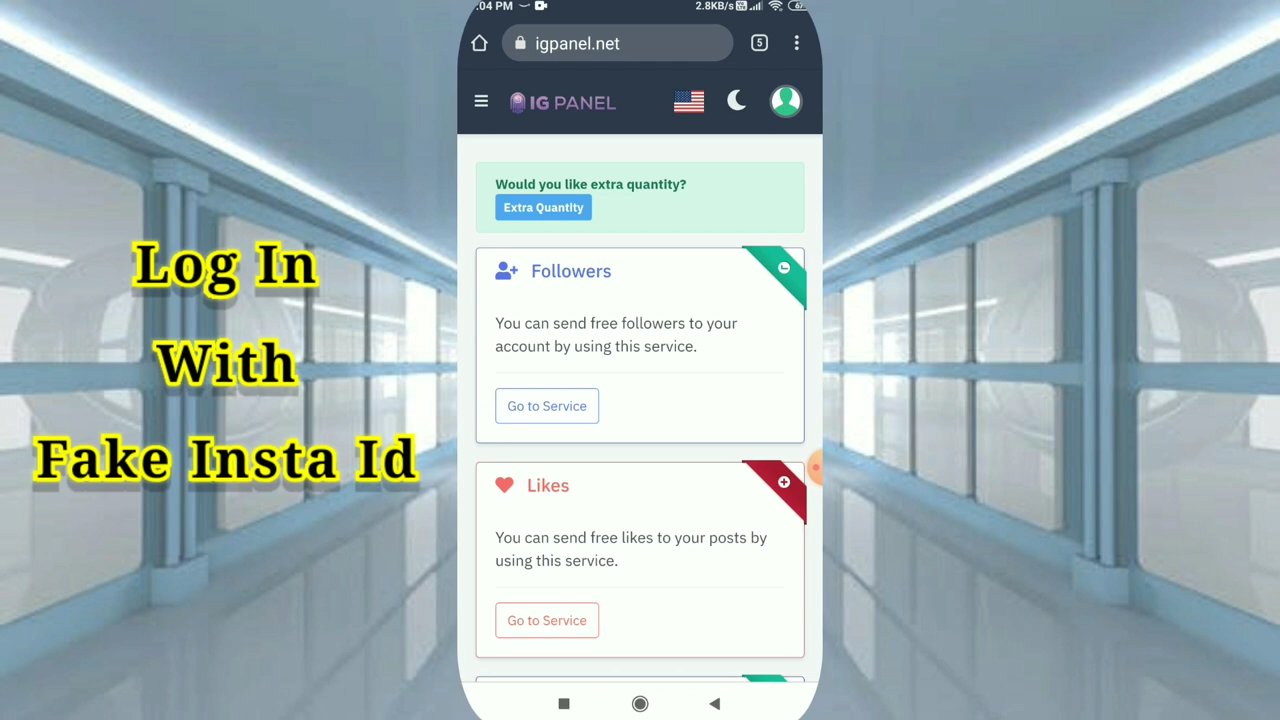 :04 PM
2.8KB/s
igpanel.net
5
IG PANEL
Would you like extra quantity?
Extra Quantity
Followers
You can send free followers to your
account by using this service.
Go to Service
Likes
You can send free likes to your posts by
using this service.
Go to Service
Log In
With
Fake Insta Id